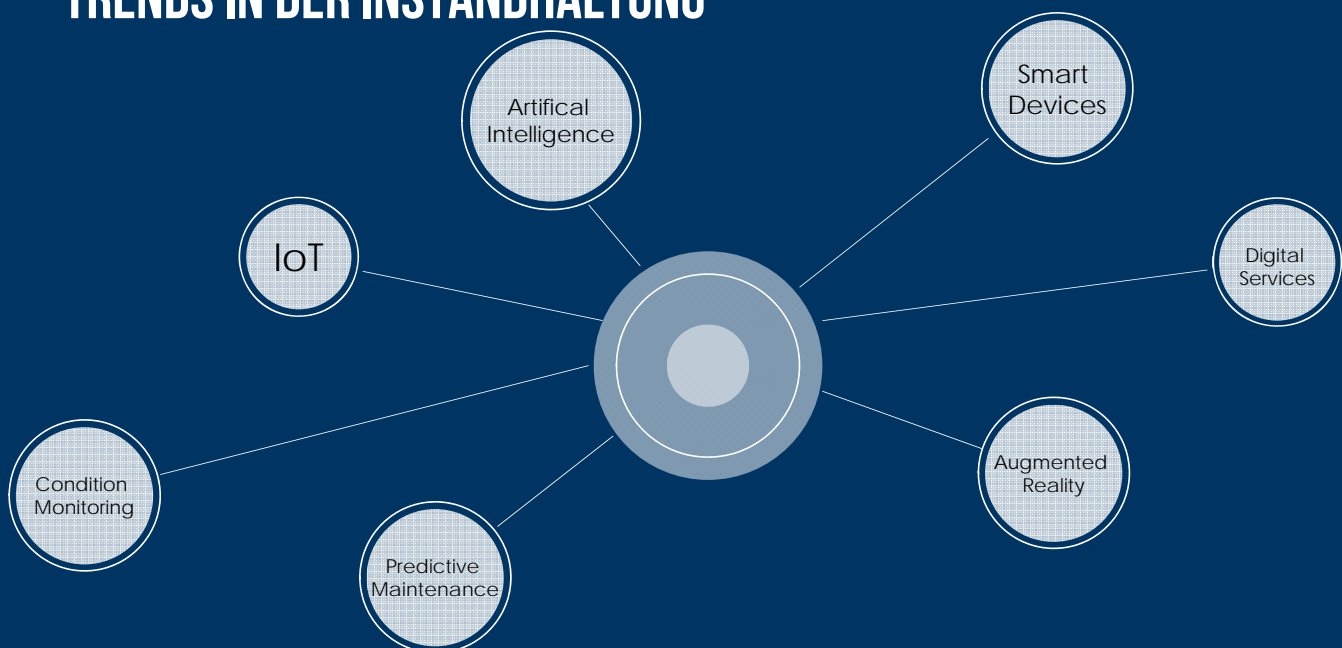 TRENDS IN DER INSTANDHALTUNG
Smart
Devices
Artifical
Intelligence
IoT
Digital
Services
Augmented
Reality
Condition
Monitoring
Predictive
Maintenance